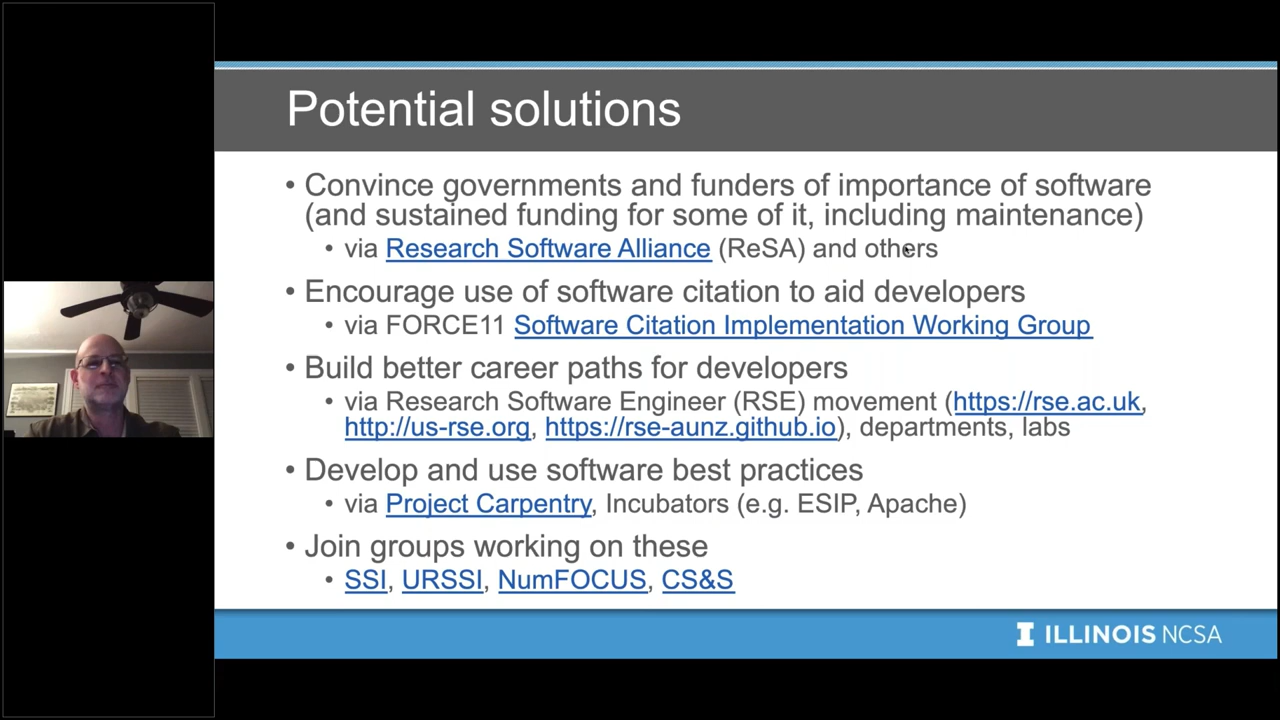 Potential solutions
• Convince governments and funders of importance of software
(and sustained funding for some of it, including maintenance)
• via Research Software Alliance (ReSA) and others
• Encourage use of software citation to aid developers
• via FORCE11 Software Citation Implementation Working Group
• Build better career paths for developers
• via Research Software Engineer (RSE) movement (https://rse.ac.uk,
http://us-rse.org, https://rse-aunz.github.io), departments, labs
• Develop and use software best practices
• via Project Carpentry, Incubators (e.g. ESIP, Apache)
• Join groups working on these
• SSI, URSSI, NumFOCUS, CS&S
I ILLINOIS NCSA